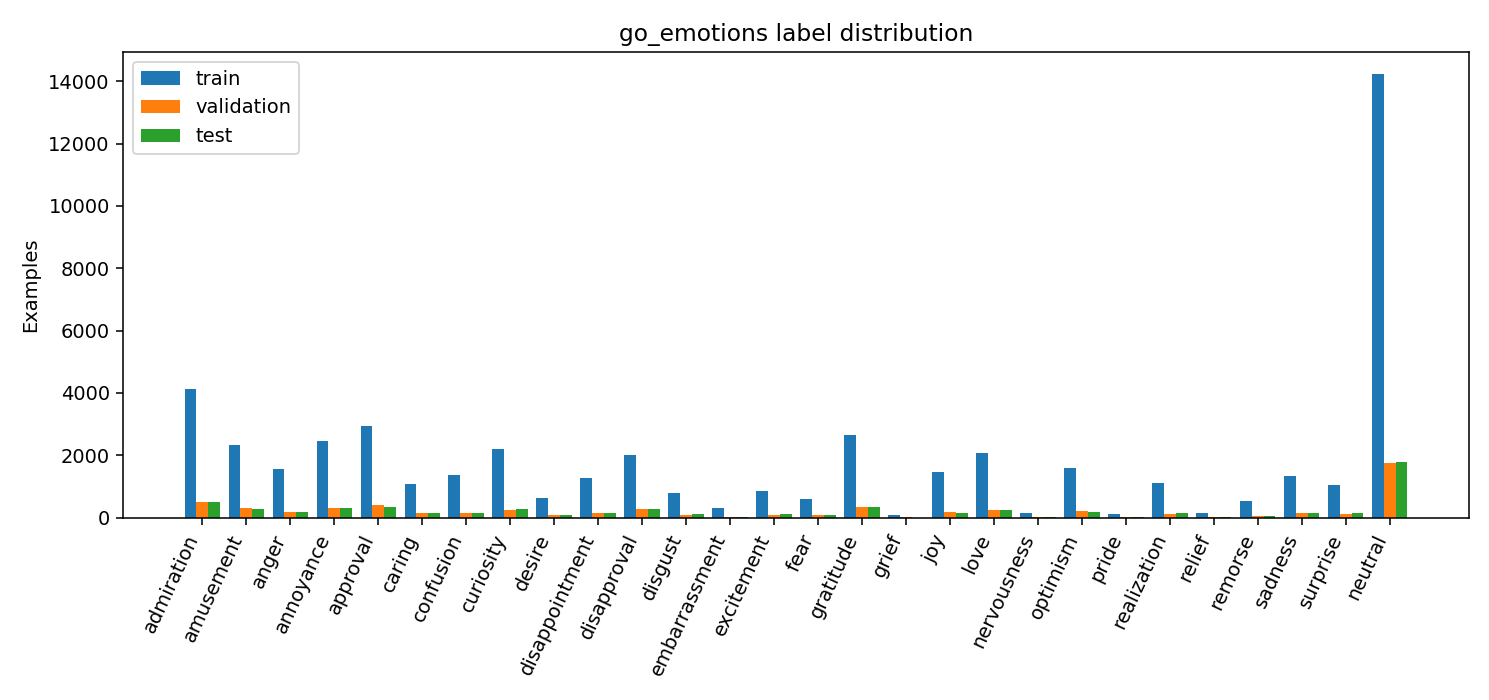 go_emotions label distribution
train
validation
test
Examples
14000
12000
10000
8000
6000
4000
2000
0
admiration
amusement
anger
annoyance
approval
caring
confusion
curiosity
desire
disappointment
disapproval
disgust
embarrassment
excitement
fear
gratitude
grief
joy
love
nervousness
optimism
pride
realization
relief
remorse
sadness
surprise
neutral